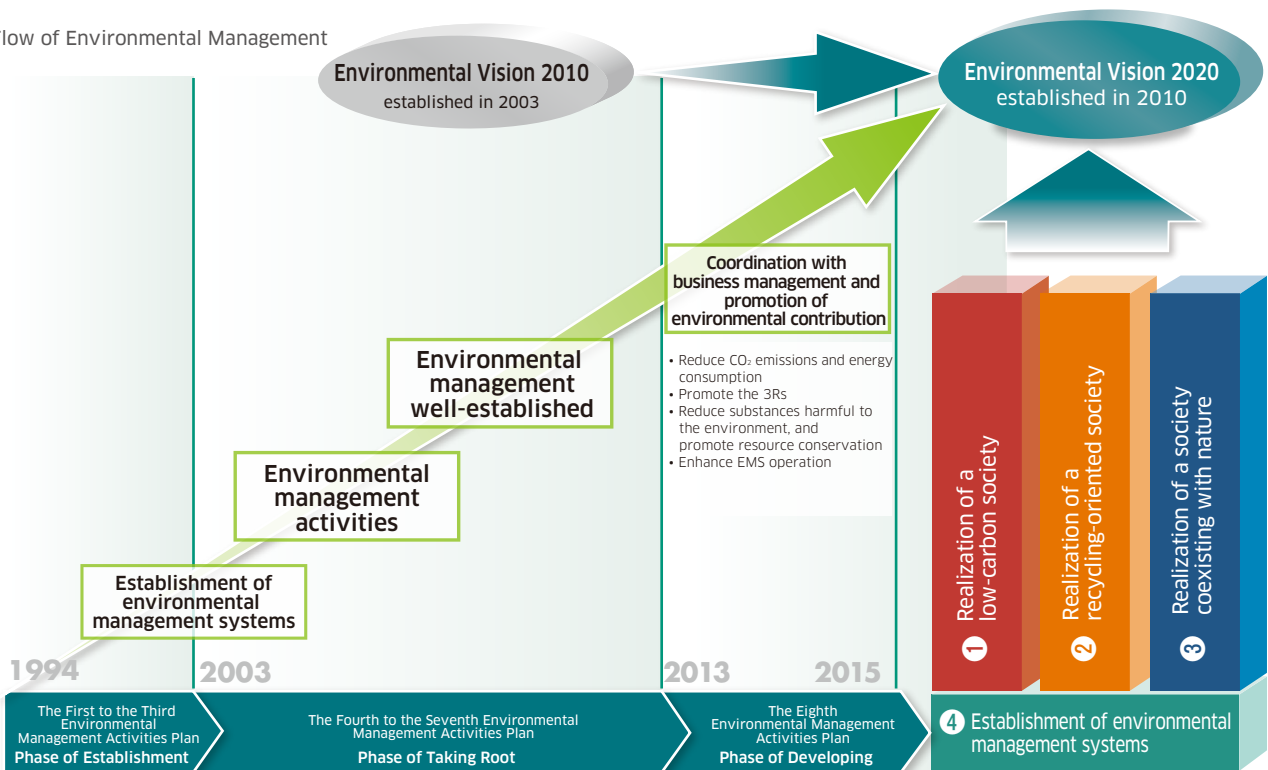 low of Environmental Management
Environmental Vision 2010
established in 2003
Environmental Vision 2020
established in 2010
Coordination with
business management and
promotion of
environmental contribution
• Reduce CO₂ emissions and energy
consumption
• Promote the 3Rs
• Reduce substances harmful to
the environment, and
promote resource conservation
• Enhance EMS operation
Environmental
management
well-established
Environmental
management
activities
Establishment of
environmental
management systems
1 Realization of a
low-carbon society
2 Realization of a
recycling-oriented society
3 Realization of a society
coexisting with nature
1994
2003
2013
2015
The First to the Third
Environmental
Management Activities Plan
Phase of Establishment
The Fourth to the Seventh Environmental
Management Activities Plan
Phase of Taking Root
The Eighth
Environmental Management
Activities Plan
Phase of Developing
4 Establishment of environmental
management systems